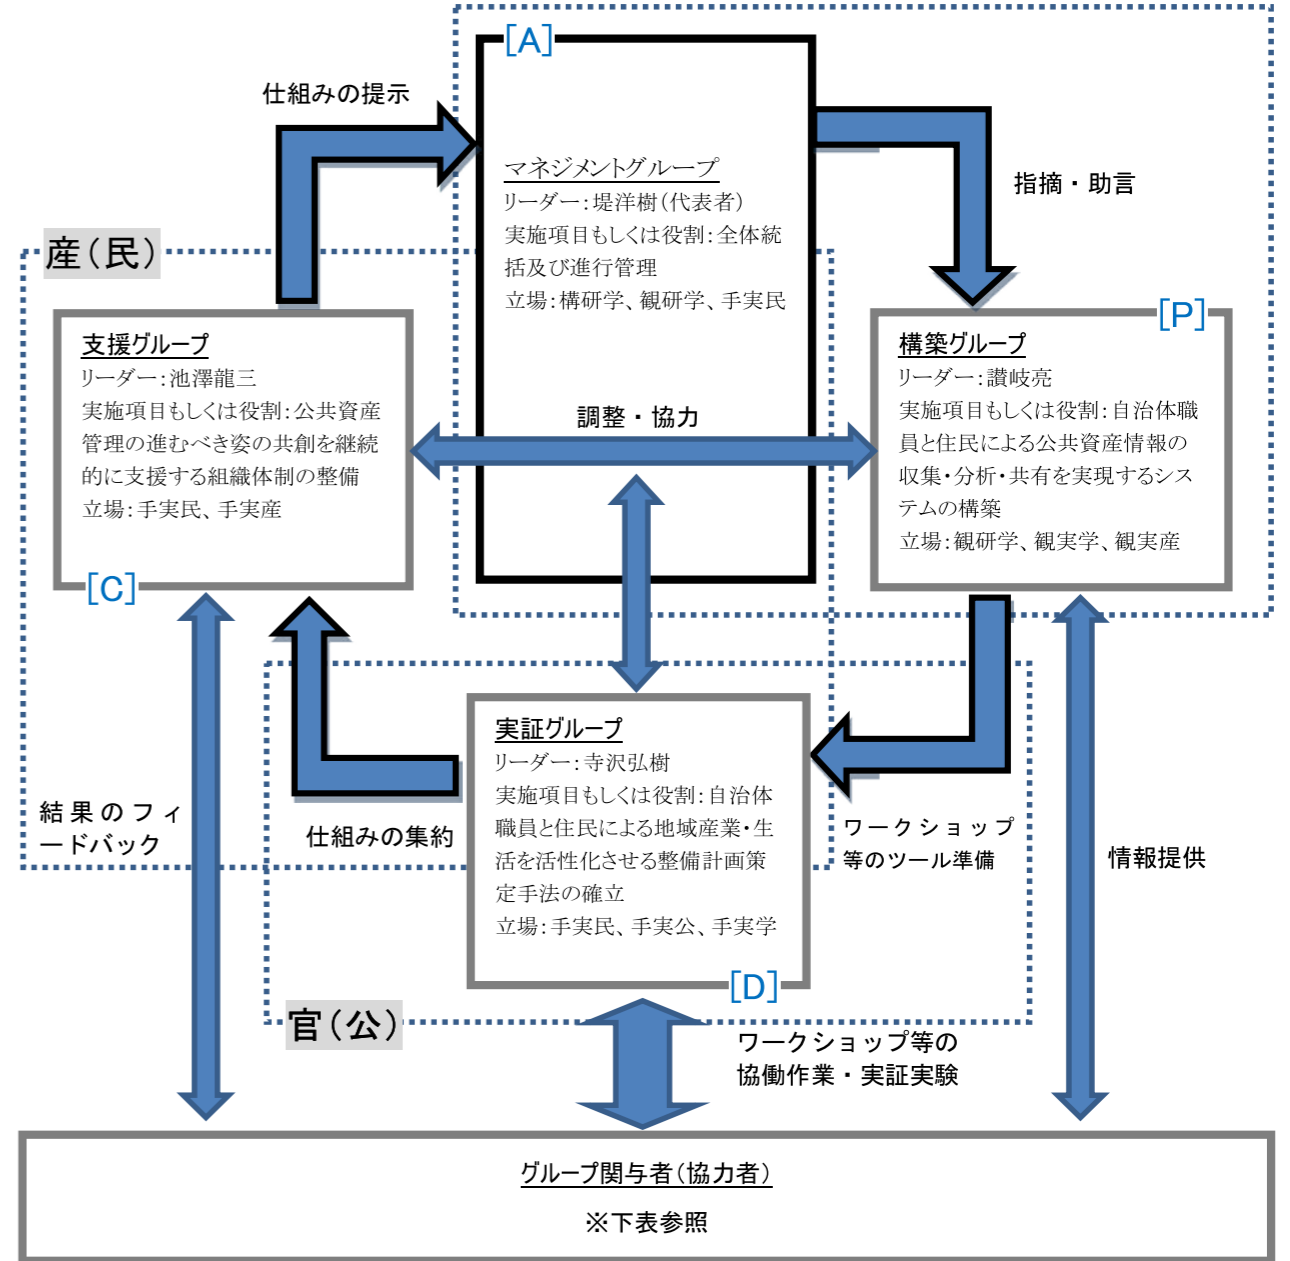 [A]
仕組みの提示
マネジメントグループ
リーダー：堤洋樹（代表者）
実施項目もしくは役割：全体統
括及び進行管理
立場：構研学、観研学、手実民
指摘・助言
産（民）
支援グループ
リーダー：池澤龍三
実施項目もしくは役割：公共資産
管理の進むべき姿の共創を継続
的に支援する組織体制の整備
立場：手実民、手実産
[C]
調整・協力
[P]
構築グループ
リーダー：讃岐亮
実施項目もしくは役割：自治体職
員と住民による公共資産情報の
収集・分析・共有を実現するシス
テムの構築
立場：観研学、観実学、観実産
実証グループ
リーダー：寺沢弘樹
実施項目もしくは役割：自治体
職員と住民による地域産業・生
活を活性化させる整備計画策
定手法の確立
立場：手実民、手実公、手実学
[D]
結果のフィ
ードバック
仕組みの集約
ワークショップ
等のツール準備
情報提供
官（公）
ワークショップ等の
協働作業・実証実験
グループ関与者（協力者）
※下表参照